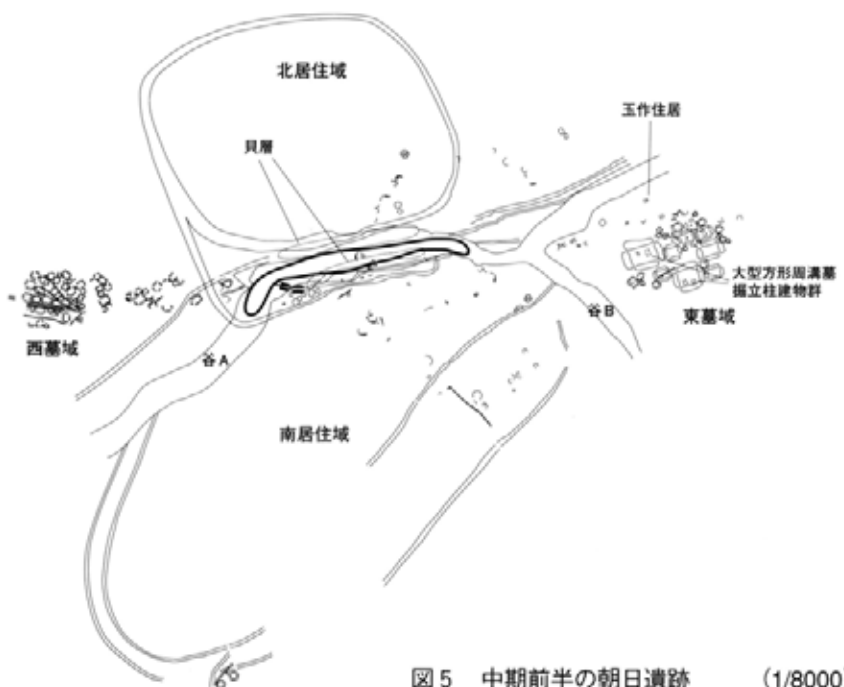 北居住域
貝層
玉作住居
大型方形周溝墓
掘立柱建物群
東墓域
西墓域
谷A
谷B
南居住域
図5 中期前半の朝日遺跡 (1/8000)